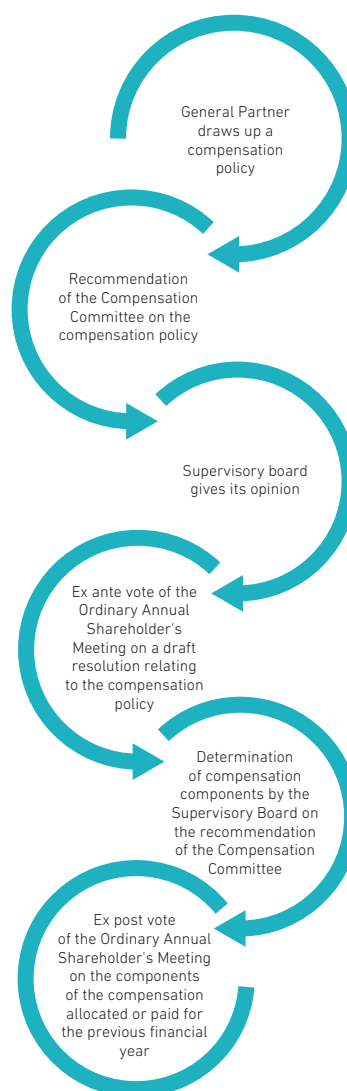 General Partner
draws up a
compensation
policy
Recommendation
of the Compensation
Committee on the
compensation policy
Supervisory board
gives its opinion
Ex ante vote of the
Ordinary Annual
Shareholder's
Meeting on a draft
resolution relating
to the compensation
policy
Determination
of compensation
components by the
Supervisory Board on
the recommendation
of the Compensation
Committee
Ex post vote
of the Ordinary Annual
Shareholder's Meeting
on the components
of the compensation
allocated or paid for
the previous financial
year